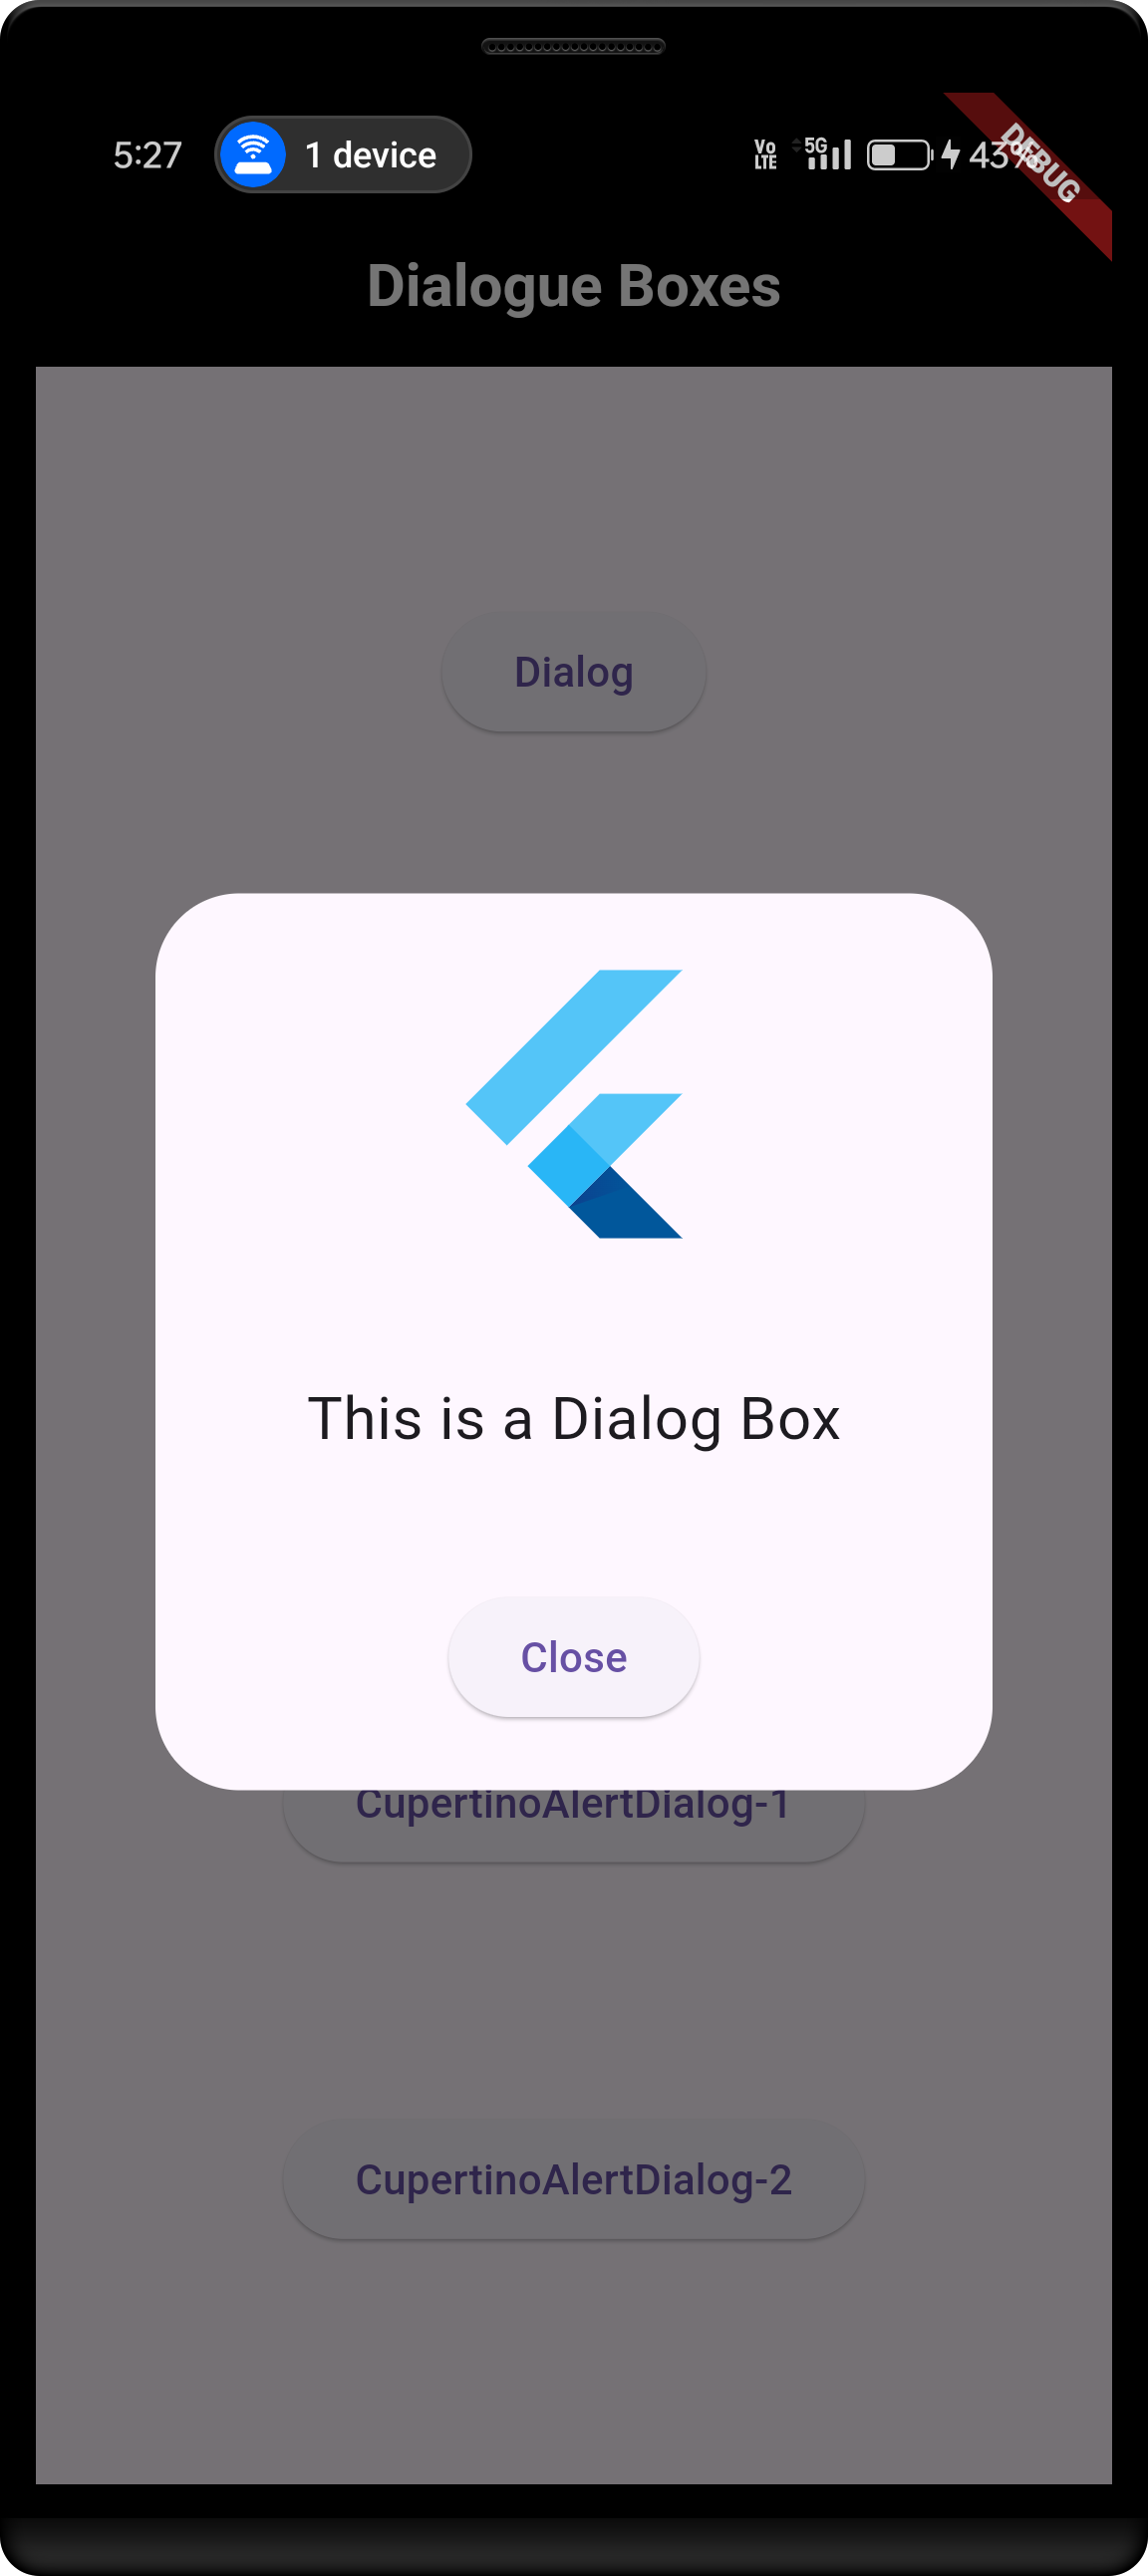 5:27 1 device Vo LTE 5G 43%
DEBUG
Dialogue Boxes
Dialog
This is a Dialog Box
Close
CupertinoAlertDialog-1
CupertinoAlertDialog-2